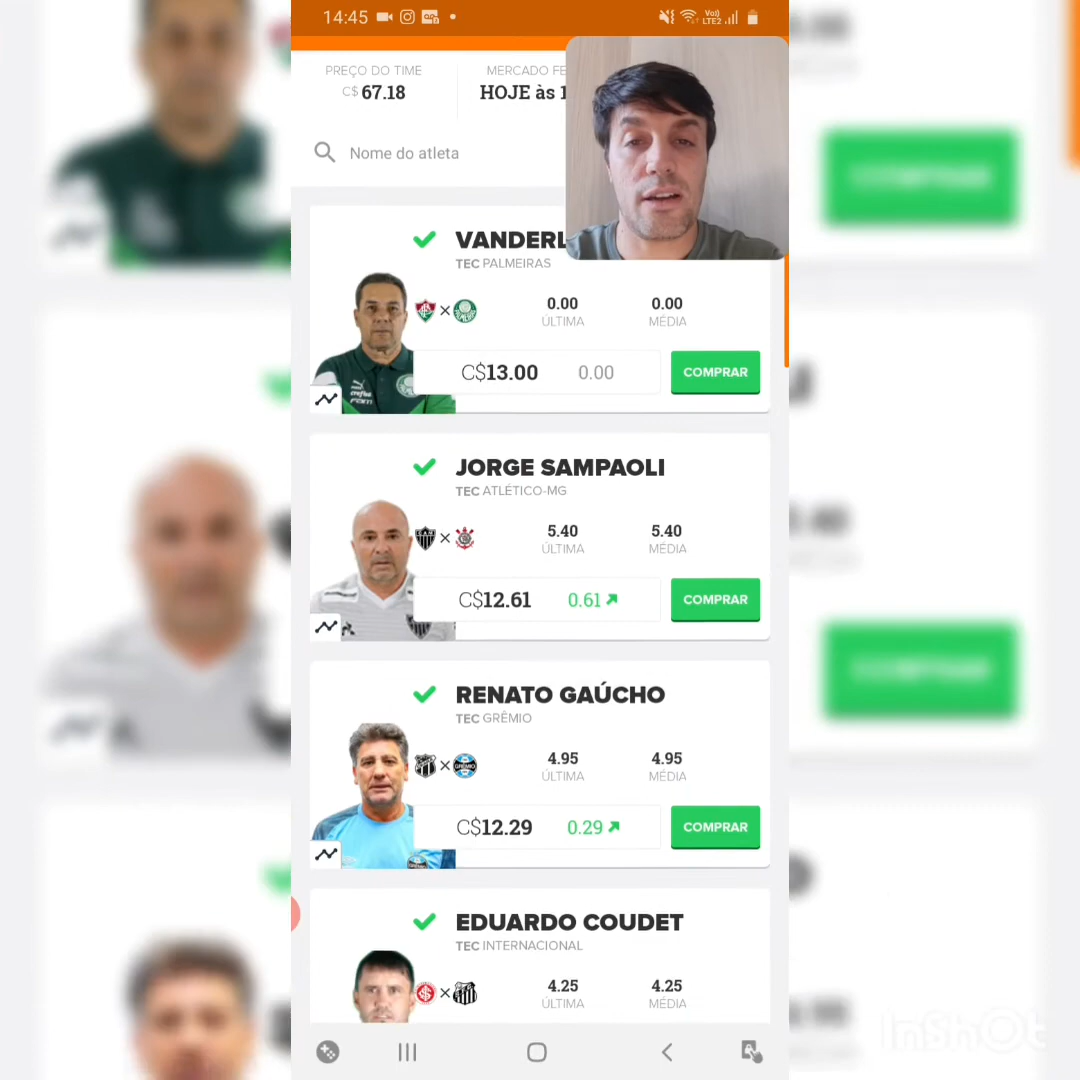 14:45
Vo))
LTE2
PREÇO DO TIME
MERCADO FE
C$ 67.18
HOJE às 1
Nome do atleta
VANDERL
TEC PALMEIRAS
0.00
0.00
ÚLTIMA
MÉDIA
C$13.00
0.00
COMPRAR
JORGE SAMPAOLI
TEC ATLÉTICO-MG
5.40
5.40
ÚLTIMA
MÉDIA
C$12.61
0.61
COMPRAR
RENATO GAÚCHO
TEC GRÊMIO
4.95
4.95
ÚLTIMA
MÉDIA
C$12.29
0.29
COMPRAR
EDUARDO COUDET
TEC INTERNACIONAL
4.25
4.25
ÚLTIMA
MÉDIA
InShOt